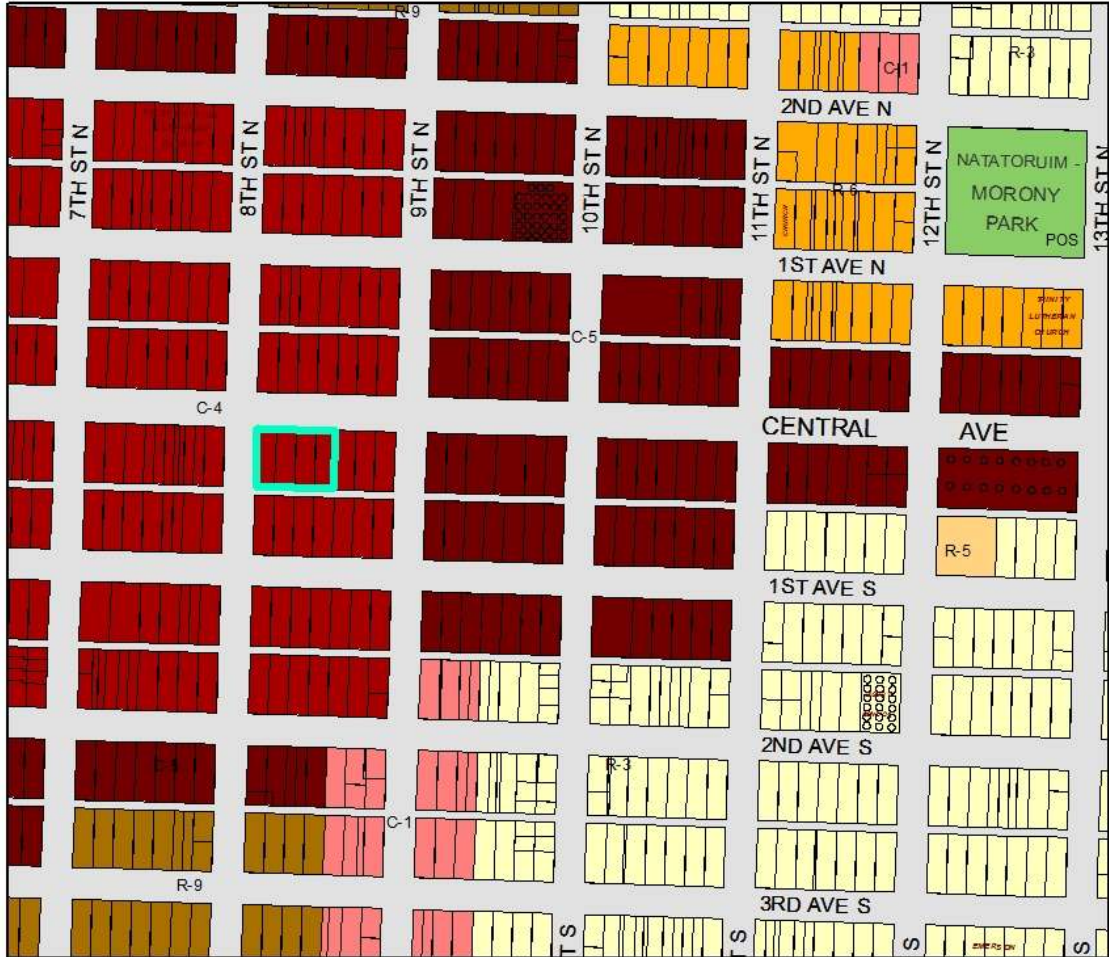 R-9
R-3
C-1
2ND AVE N
7TH ST N
8TH ST N
9TH ST N
10TH ST N
11TH ST N
12TH ST N
13TH ST N
NATATORUIM -
MORONY
PARK
POS
R-6
CHURCH
1ST AVE N
TRINITY
LUTHERAN
CHURCH
C-5
C-4
CENTRAL AVE
R-5
1ST AVE S
2ND AVE S
R-3
C-1
R-9
3RD AVE S
T S
T S
S
S
EMERSON